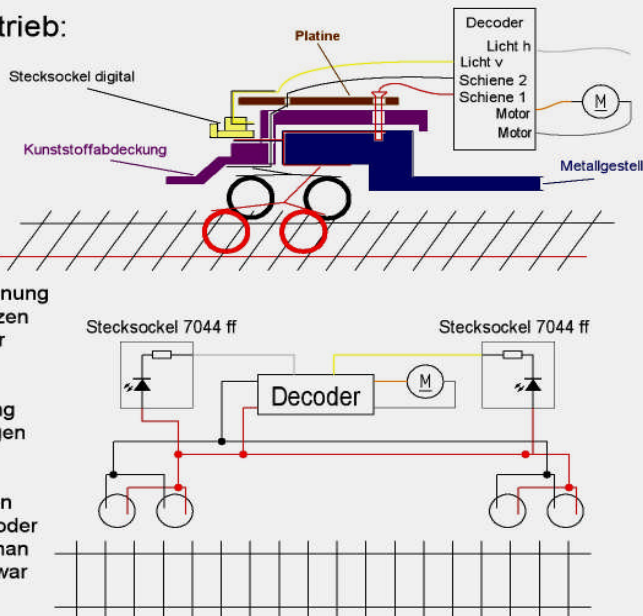 trieb:
Platine
Decoder
Licht h
Licht v
Schiene 2
Schiene 1
Motor
Motor
M
Stecksockel digital
Kunststoffabdeckung
Metallgestell
nung
zen
r
Stecksockel 7044 ff
Stecksockel 7044 ff
Decoder
M
ng
gen
n
oder
nan
war